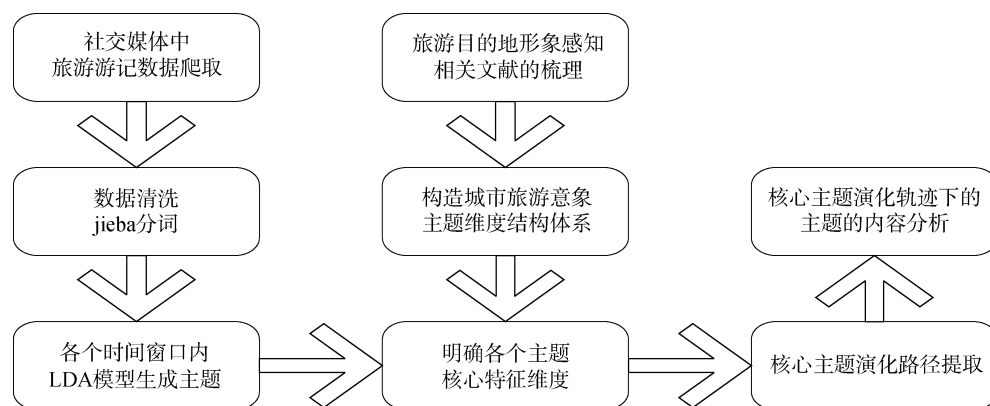 社交媒体中
旅游游记数据爬取
旅游目的地形象感知
相关文献的梳理
数据清洗
jieba分词
构造城市旅游意象
主题维度结构体系
核心主题演化轨迹下的
主题的内容分析
各个时间窗口内
LDA模型生成主题
明确各个主题
核心特征维度
核心主题演化路径提取